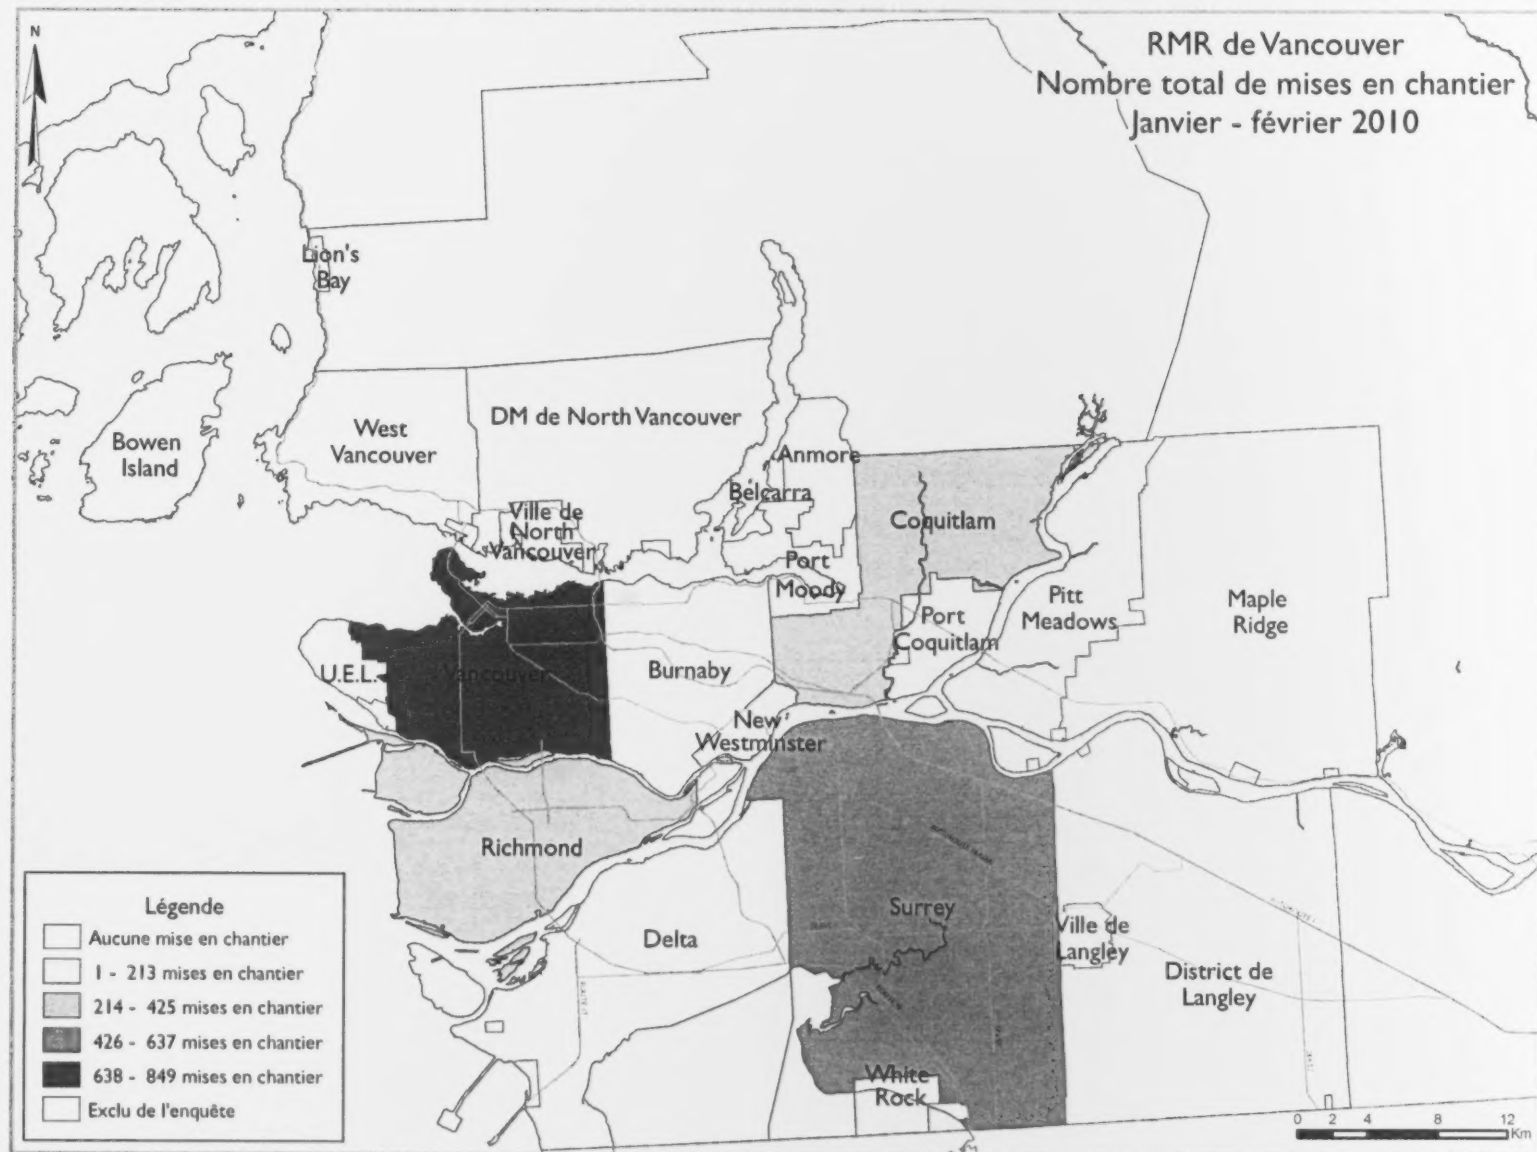 N
RMR de Vancouver
Nombre total de mises en chantier
Janvier - février 2010
Lion's
Bay
Bowen
Island
West
Vancouver
DM de North Vancouver
Anmore
Belcarra
Ville de
North
Vancouver
Coquitlam
Port
Moody
Port
Coquitlam
Pitt
Meadows
Maple
Ridge
U.E.L.
Vancouver
Burnaby
New
Westminster
Richmond
Surrey
Delta
Ville de
Langley
District de
Langley
White
Rock
Légende
Aucune mise en chantier
1 - 213 mises en chantier
214 - 425 mises en chantier
426 - 637 mises en chantier
638 - 849 mises en chantier
Exclu de l'enquête
0 2 4 8 12
Km